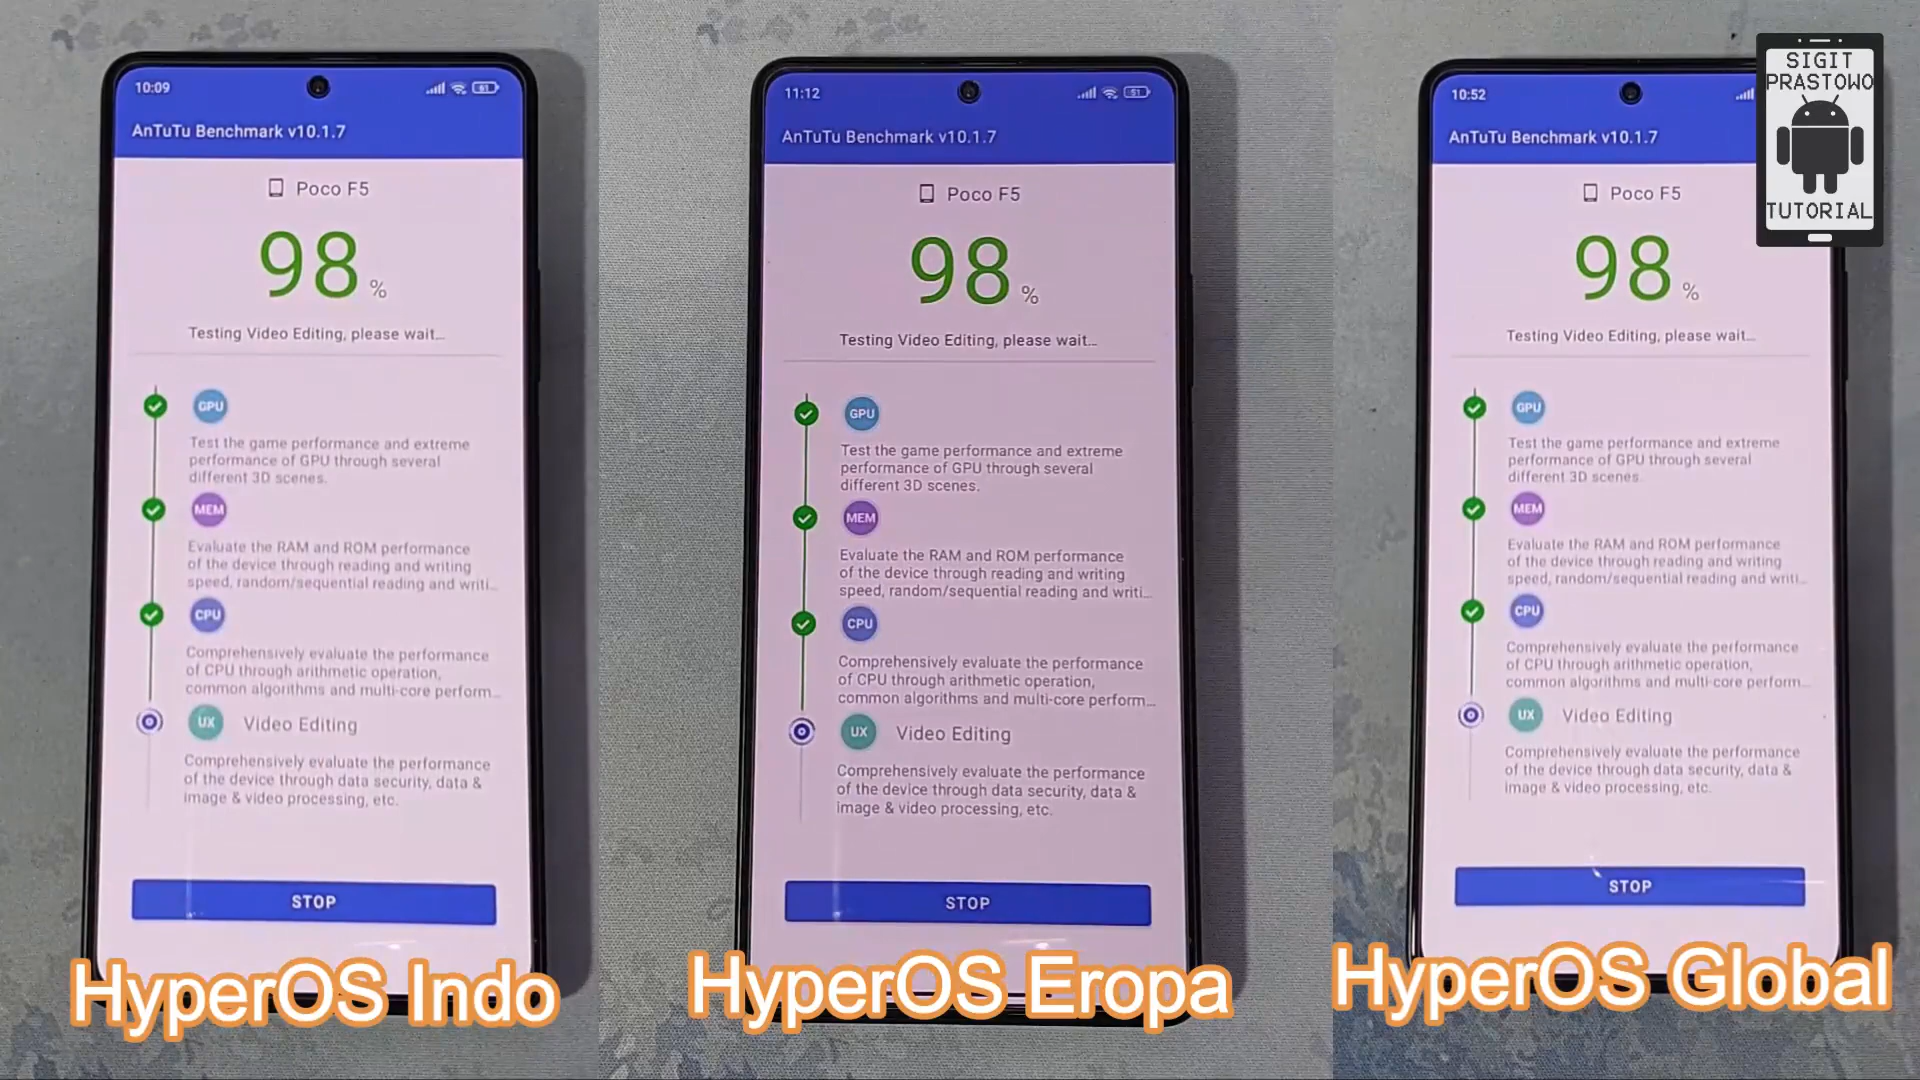 10:09
61
AnTuTu Benchmark v10.1.7
Poco F5
98 %
Testing Video Editing, please wait...
GPU
Test the game performance and extreme
performance of GPU through several
different 3D scenes.
MEM
Evaluate the RAM and ROM performance
of the device through reading and writing
speed, random/sequential reading and writi...
CPU
Comprehensively evaluate the performance
of CPU through arithmetic operation,
common algorithms and multi-core perform...
UX Video Editing
Comprehensively evaluate the performance
of the device through data security, data &
image & video processing, etc.
STOP
HyperOS Indo
11:12
51
AnTuTu Benchmark v10.1.7
Poco F5
98 %
Testing Video Editing, please wait...
GPU
Test the game performance and extreme
performance of GPU through several
different 3D scenes.
MEM
Evaluate the RAM and ROM performance
of the device through reading and writing
speed, random/sequential reading and writi...
CPU
Comprehensively evaluate the performance
of CPU through arithmetic operation,
common algorithms and multi-core perform...
UX Video Editing
Comprehensively evaluate the performance
of the device through data security, data &
image & video processing, etc.
STOP
HyperOS Eropa
10:52
AnTuTu Benchmark v10.1.7
Poco F5
98 %
Testing Video Editing, please wait...
GPU
Test the game performance and extreme
performance of GPU through several
different 3D scenes.
MEM
Evaluate the RAM and ROM performance
of the device through reading and writing
speed, random/sequential reading and writi...
CPU
Comprehensively evaluate the performance
of CPU through arithmetic operation,
common algorithms and multi-core perform...
UX Video Editing
Comprehensively evaluate the performance
of the device through data security, data &
image & video processing, etc.
STOP
HyperOS Global
SIGIT
PRASTOWO
TUTORIAL